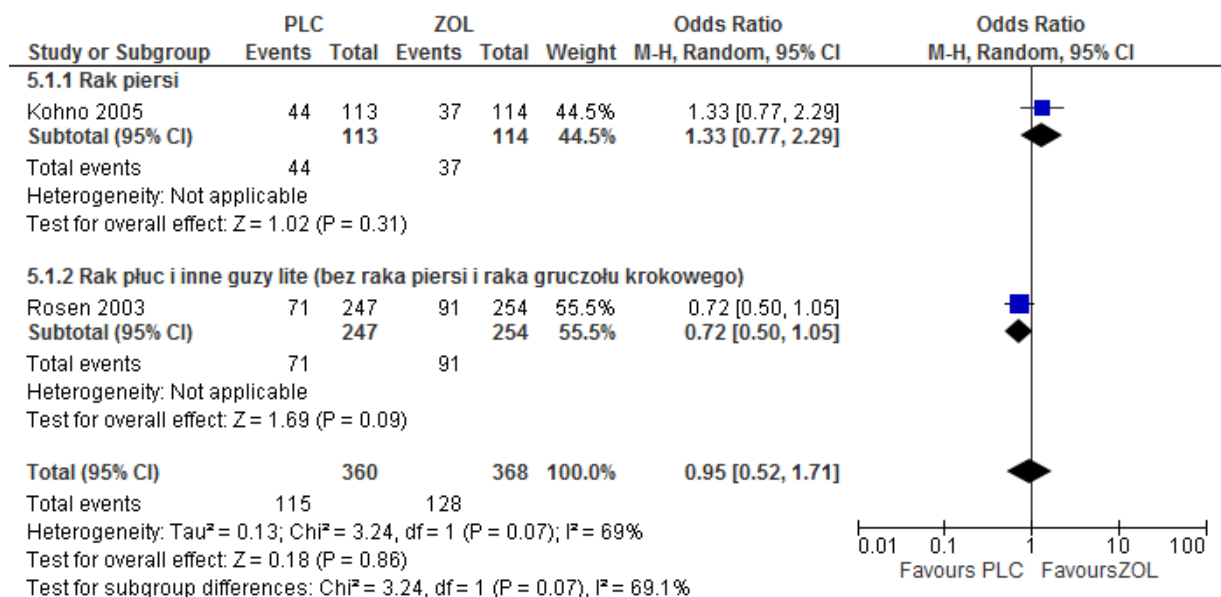 PLC ZOL Odds Ratio Odds Ratio
Study or Subgroup Events Total Events Total Weight M-H, Random, 95% CI M-H, Random, 95% CI
5.1.1 Rak piersi
Kohno 2005 44 113 37 114 44.5% 1.33 [0.77, 2.29]
Subtotal (95% CI) 113 114 44.5% 1.33 [0.77, 2.29]
Total events 44 37
Heterogeneity: Not applicable
Test for overall effect: Z = 1.02 (P = 0.31)
5.1.2 Rak płuc i inne guzy lite (bez raka piersi i raka gruczołu krokowego)
Rosen 2003 71 247 91 254 55.5% 0.72 [0.50, 1.05]
Subtotal (95% CI) 247 254 55.5% 0.72 [0.50, 1.05]
Total events 71 91
Heterogeneity: Not applicable
Test for overall effect: Z = 1.69 (P = 0.09)
Total (95% CI) 360 368 100.0% 0.95 [0.52, 1.71]
Total events 115 128
Heterogeneity: Tau² = 0.13; Chi² = 3.24, df = 1 (P = 0.07); I² = 69%
Test for overall effect: Z = 0.18 (P = 0.86)
Test for subgroup differences: Chi² = 3.24, df = 1 (P = 0.07), I² = 69.1%
0.01 0.1 1 10 100
Favours PLC FavoursZOL